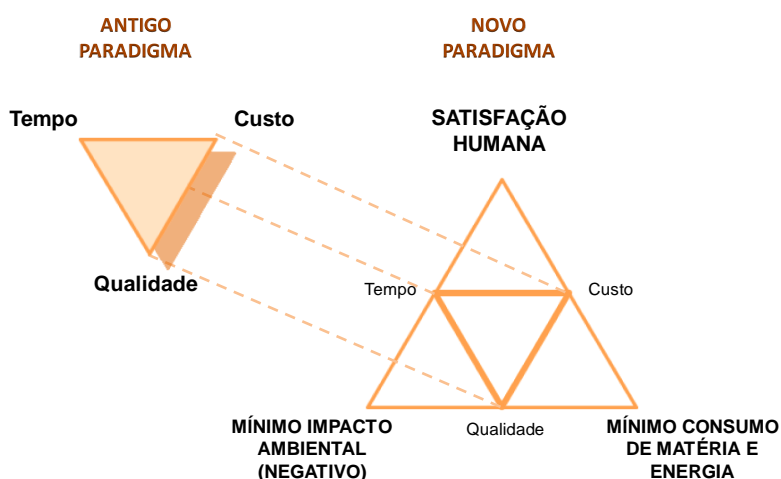 ANTIGO
PARADIGMA
NOVO
PARADIGMA
Tempo
Custo
Qualidade
SATISFAÇÃO
HUMANA
Tempo
Custo
MÍNIMO IMPACTO
AMBIENTAL
(NEGATIVO)
Qualidade
MÍNIMO CONSUMO
DE MATÉRIA E
ENERGIA